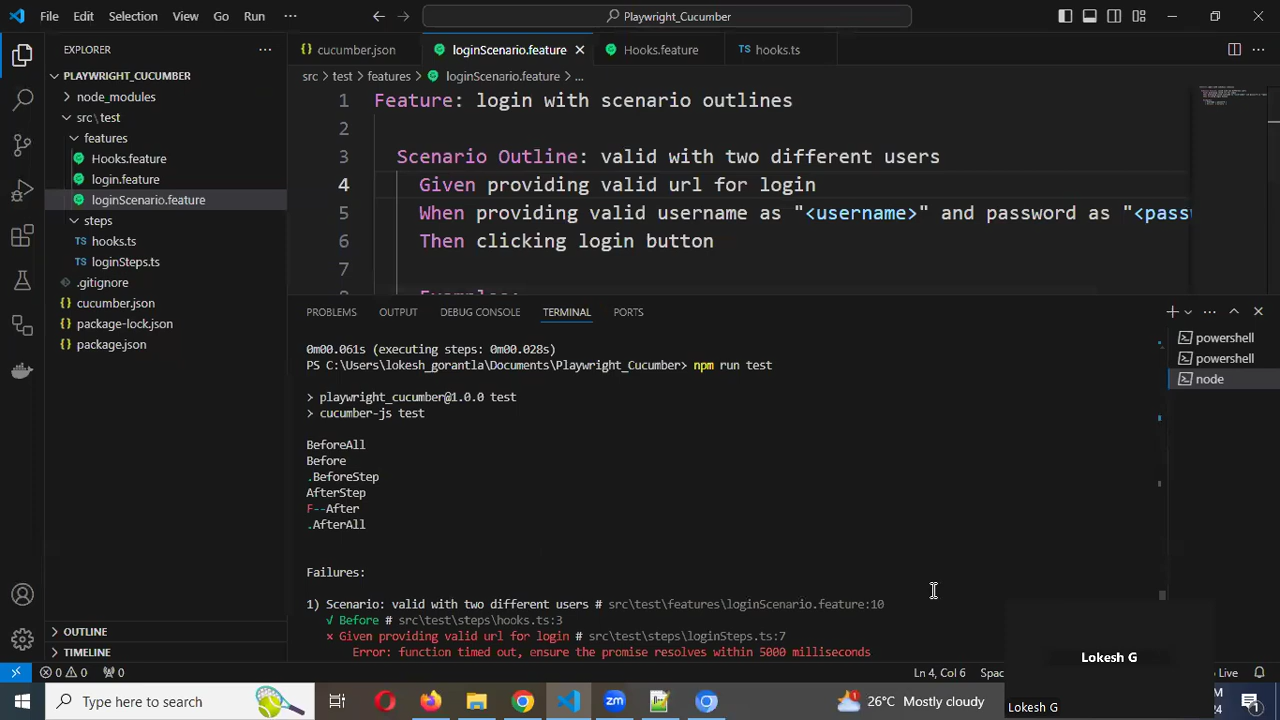 File Edit Selection View Go Run ··· Playwright_Cucumber
EXPLORER ···
PLAYWRIGHT_CUCUMBER
node_modules
src\test
features
Hooks.feature
login.feature
loginScenario.feature
steps
hooks.ts
loginSteps.ts
.gitignore
cucumber.json
package-lock.json
package.json
OUTLINE
TIMELINE
cucumber.json loginScenario.feature Hooks.feature hooks.ts ···
src > test > features > loginScenario.feature > ...
1 Feature: login with scenario outlines
2
3 Scenario Outline: valid with two different users
4 Given providing valid url for login
5 When providing valid username as "<username>" and password as "<passw
6 Then clicking login button
7
PROBLEMS OUTPUT DEBUG CONSOLE TERMINAL PORTS
0m00.061s (executing steps: 0m00.028s)
PS C:\Users\lokesh_gorantla\Documents\Playwright_Cucumber> npm run test
> playwright_cucumber@1.0.0 test
> cucumber-js test
BeforeAll
Before
.BeforeStep
AfterStep
F--After
.AfterAll
Failures:
1) Scenario: valid with two different users # src\test\features\loginScenario.feature:10
√ Before # src\test\steps\hooks.ts:3
× Given providing valid url for login # src\test\steps\loginSteps.ts:7
Error: function timed out, ensure the promise resolves within 5000 milliseconds
powershell
powershell
node
0 0 0 Ln 4, Col 6 Spac Live
Lokesh G
Lokesh G
Type here to search
zm
26°C Mostly cloudy